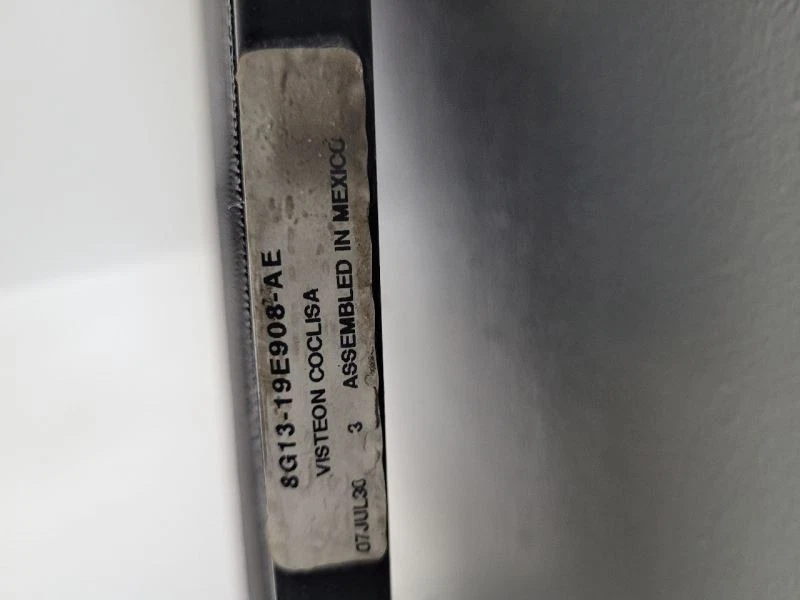 8G13-19E908-AE
VISTEON COCLISA
07JUL30 3 ASSEMBLED IN MEXICO